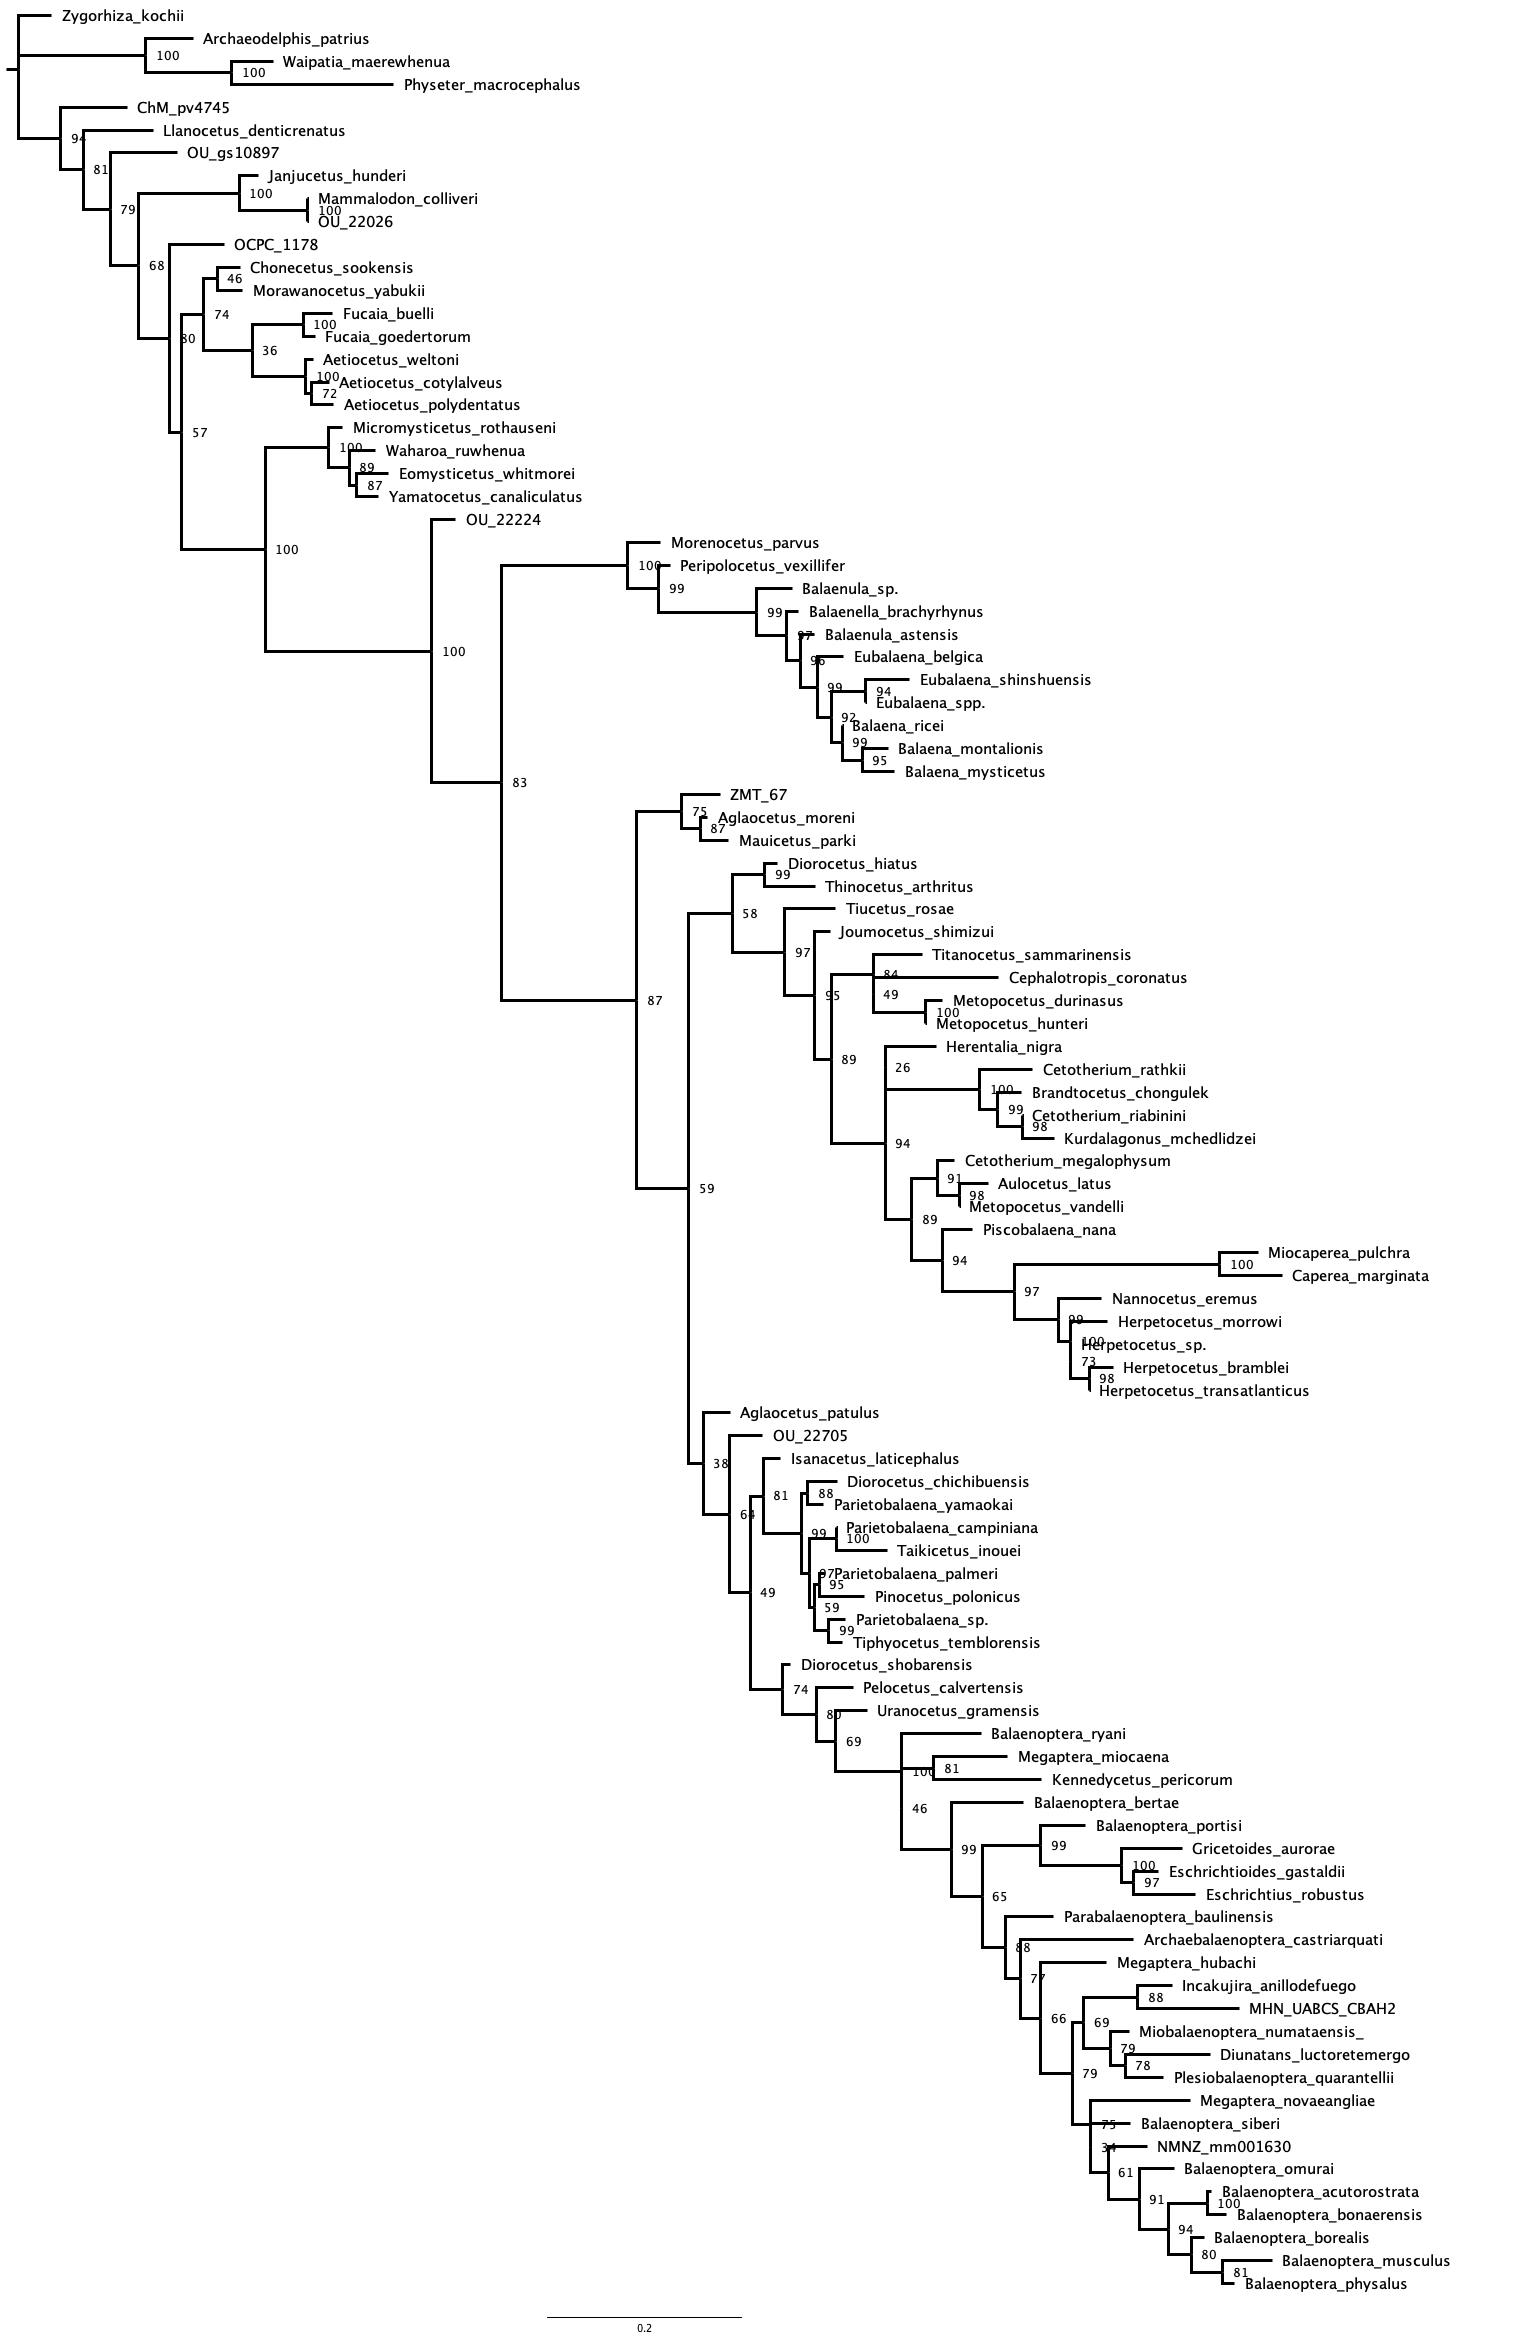 Zygorhiza_kochii
Archaeodelphis_patrius
100
Waipatia_maerewhenua
100
Physeter_macrocephalus
ChM_pv4745
94
Llanocetus_denticrenatus
OU_gs10897
81
Janjucetus_hunderi
100
Mammalodon_colliveri
79
100
OU_22026
OCPC_1178
68
Chonecetus_sookensis
46
Morawanocetus_yabukii
74
Fucaia_buelli
100
Fucaia_goedertorum
80
36
Aetiocetus_weltoni
100
Aetiocetus_cotylalveus
72
Aetiocetus_polydentatus
57
Micromysticetus_rothauseni
100
Waharoa_ruwhenua
89
Eomysticetus_whitmorei
87
Yamatocetus_canaliculatus
OU_22224
100
Morenocetus_parvus
100
Peripolocetus_vexillifer
99
Balaenula_sp.
99
Balaenella_brachyrhynus
97
Balaenula_astensis
100
96
Eubalaena_belgica
99
Eubalaena_shinshuensis
94
Eubalaena_spp.
92
Balaena_ricei
99
Balaena_montalionis
95
Balaena_mysticetus
83
ZMT_67
75
Aglaocetus_moreni
87
Mauicetus_parki
Diorocetus_hiatus
99
Thinocetus_arthritus
58
Tiucetus_rosae
Joumocetus_shimizui
97
Titanocetus_sammarinensis
84
Cephalotropis_coronatus
95
49
87
Metopocetus_durinasus
100
Metopocetus_hunteri
Herentalia_nigra
89
26
Cetotherium_rathkii
100
Brandtocetus_chongulek
99
Cetotherium_riabinini
98
Kurdalagonus_mchedlidzei
94
Cetotherium_megalophysum
91
Aulocetus_latus
59
98
Metopocetus_vandelli
89
Piscobalaena_nana
94
Miocaperea_pulchra
100
Caperea_marginata
97
Nannocetus_eremus
99
Herpetocetus_morrowi
100
Herpetocetus_sp.
73
Herpetocetus_bramblei
98
Herpetocetus_transatlanticus
Aglaocetus_patulus
OU_22705
38
Isanacetus_laticephalus
Diorocetus_chichibuensis
81
88
Parietobalaena_yamaokai
64
Parietobalaena_campiniana
99
100
Taikicetus_inouei
97
Parietobalaena_palmeri
95
49
Pinocetus_polonicus
59
Parietobalaena_sp.
99
Tiphyocetus_temblorensis
Diorocetus_shobarensis
74
Pelocetus_calvertensis
80
Uranocetus_gramensis
69
Balaenoptera_ryani
Megaptera_miocaena
100
81
Kennedycetus_pericorum
Balaenoptera_bertae
46
Balaenoptera_portisi
99
99
Gricetoides_aurorae
100
Eschrichtioides_gastaldii
97
Eschrichtius_robustus
65
Parabalaenoptera_baulinensis
Archaebalaenoptera_castriarquati
88
Megaptera_hubachi
77
Incakujira_anillodefuego
88
MHN_UABCS_CBAH2
66
69
Miobalaenoptera_numataensis_
79
Diunatans_luctoretemergo
78
Plesiobalaenoptera_quarantellii
79
Megaptera_novaeangliae
75
Balaenoptera_siberi
34
NMNZ_mm001630
61
Balaenoptera_omurai
91
Balaenoptera_acutorostrata
100
Balaenoptera_bonaerensis
94
Balaenoptera_borealis
80
Balaenoptera_musculus
81
Balaenoptera_physalus
0.2